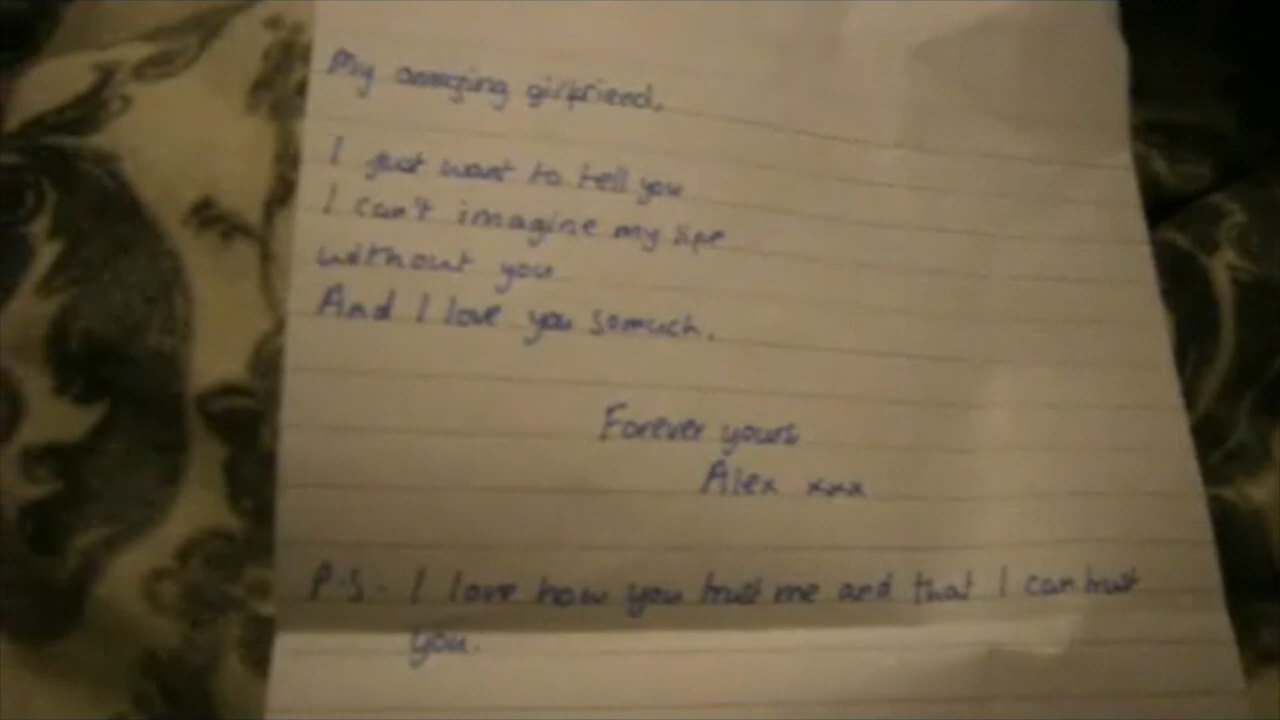 My amazing girlfriend,
I just want to tell you
I can't imagine my life
without you
And I love you somuch.
Forever yours
Alex xxx
P.S. I love how you trust me and that I can trust
you.